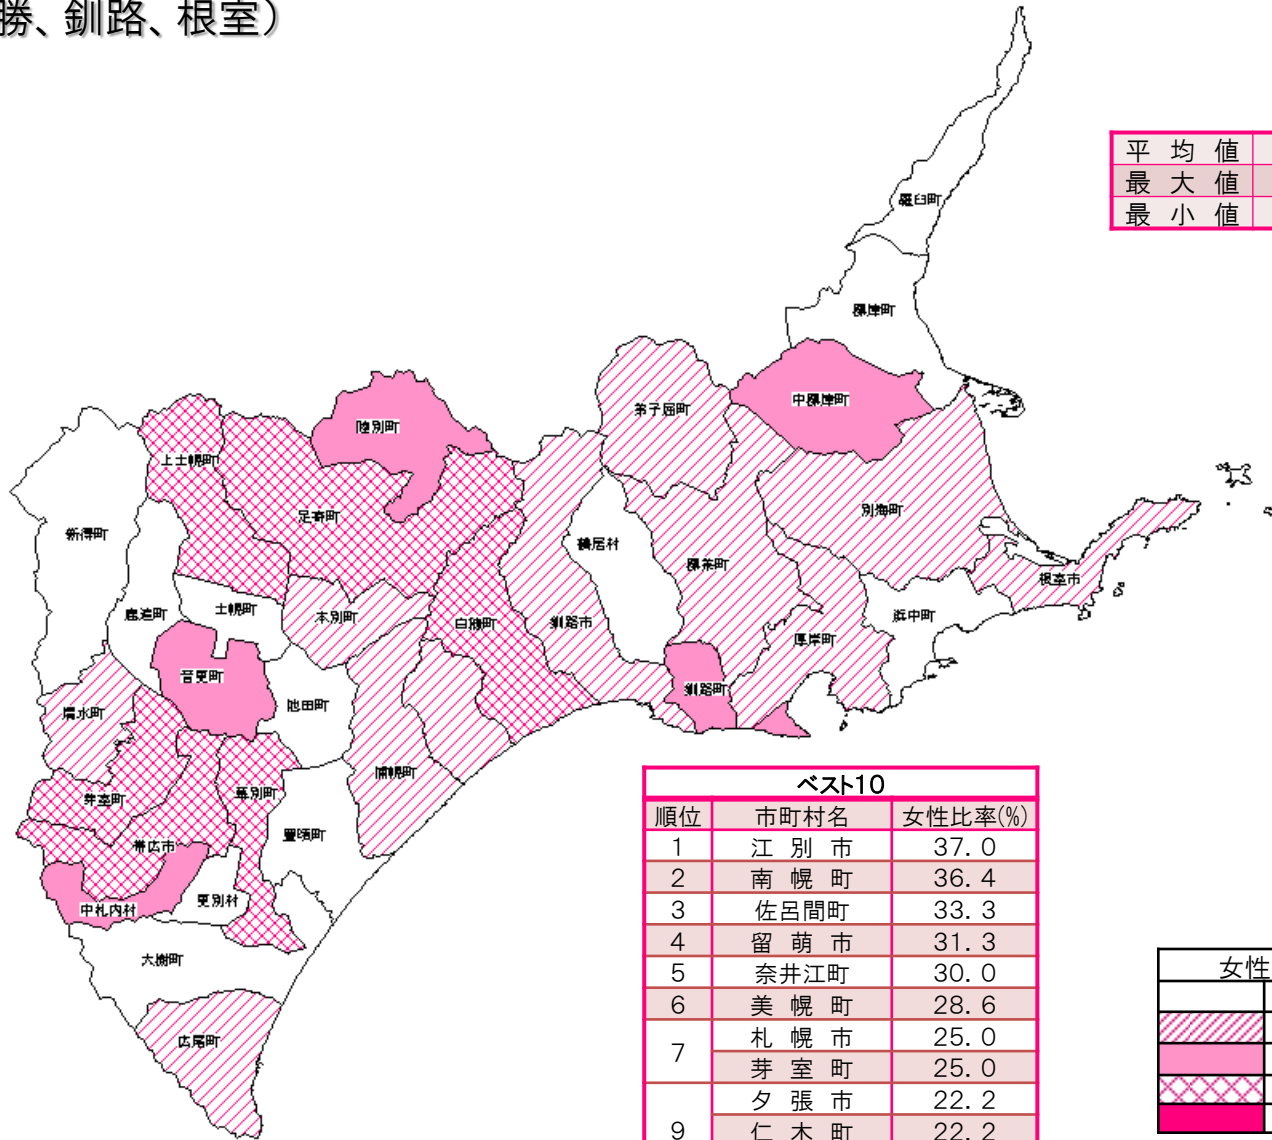 勝、釧路、根室）
平均値
最大値
最小値
羅臼町
標津町
中標津町
弟子屈町
陸別町
上士幌町
足寄町
別海町
新得町
鶴居村
標茶町
根室市
鹿追町
士幌町
本別町
白糠町
釧路市
浜中町
厚岸町
音更町
釧路町
池田町
清水町
浦幌町
芽室町
幕別町
豊頃町
帯広市
更別村
中札内村
大樹町
広尾町
ベスト10
順位 市町村名 女性比率(%)
1 江別市 37.0
2 南幌町 36.4
3 佐呂間町 33.3
4 留萌市 31.3
5 奈井江町 30.0
6 美幌町 28.6
7 札幌市 25.0
芽室町 25.0
9 夕張市 22.2
仁木町 22.2
女性